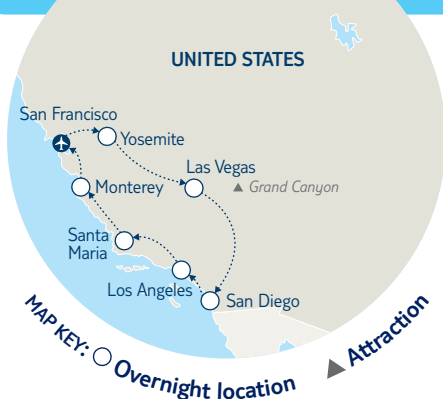 UNITED STATES
San Francisco
Yosemite
Las Vegas
Grand Canyon
Monterey
Santa
Maria
Los Angeles
San Diego
MAP KEY: Overnight location
Attraction